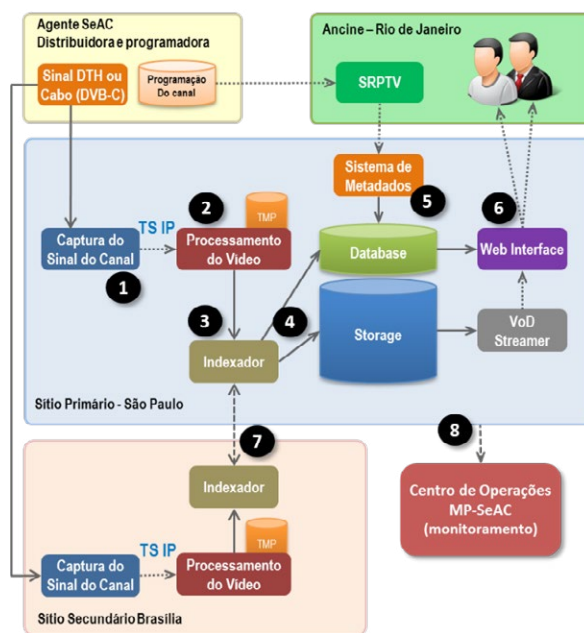 Agente SeAC
Distribuidora e programadora
Sinal DTH ou
Cabo (DVB-C)
Programação
Do canal
Ancine – Rio de Janeiro
SRPTV
Sistema de
Metadados
5
2
TMP
TS IP
Captura do
Sinal do Canal
1
Processamento
do Video
Database
6
Web Interface
3
Indexador
4
Storage
VoD
Streamer
Sítio Primário - São Paulo
7
8
Indexador
Centro de Operações
MP-SeAC
(monitoramento)
TMP
TS IP
Captura do
Sinal do Canal
Processamento
do Video
Sítio Secundário Brasília